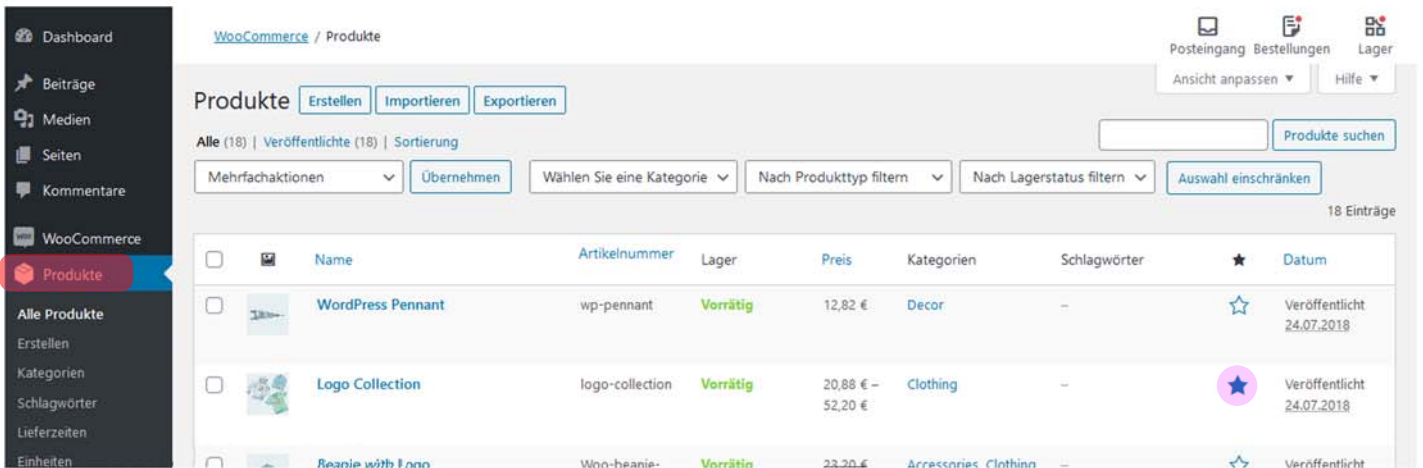 Dashboard
Beiträge
Medien
Seiten
Kommentare
WooCommerce
Produkte
Alle Produkte
Erstellen
Kategorien
Schlagwörter
Lieferzeiten
Einheiten
WooCommerce / Produkte
Posteingang Bestellungen Lager
Ansicht anpassen ▼ Hilfe ▼
Produkte Erstellen Importieren Exportieren
Alle (18) | Veröffentlichte (18) | Sortierung
Produkte suchen
Mehrfachaktionen Übernehmen Wählen Sie eine Kategorie Nach Produkttyp filtern Nach Lagerstatus filtern Auswahl einschränken
18 Einträge
Name Artikelnummer Lager Preis Kategorien Schlagwörter Datum
WordPress Pennant wp-pennant Vorrätig 12,82 € Decor – Veröffentlicht
24.07.2018
Logo Collection logo-collection Vorrätig 20,88 € – Clothing – Veröffentlicht
52,20 € 24.07.2018
Beanie with Logo Woo-beanie- Vorrätig 23,20 € Accessories, Clothing – Veröffentlicht